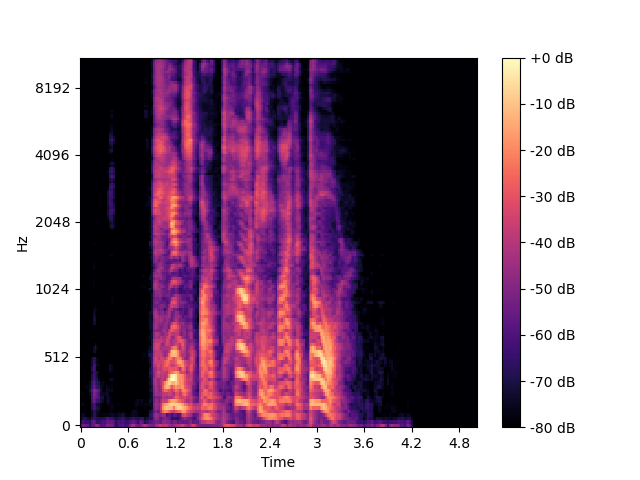 +0 dB
8192
-10 dB
4096
-20 dB
-30 dB
2048
-40 dB
Hz
1024
-50 dB
-60 dB
512
-70 dB
0
-80 dB
0 0.6 1.2 1.8 2.4 3 3.6 4.2 4.8
Time